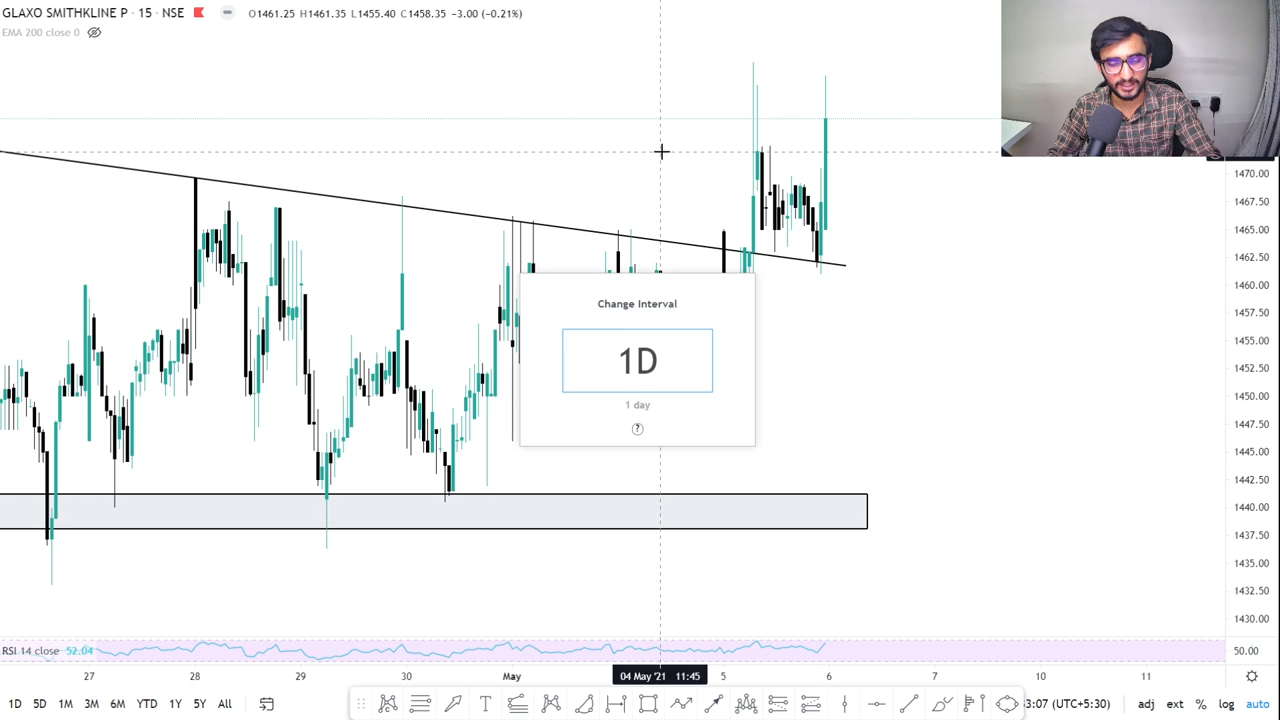 GLAXO SMITHKLINE P · 15 · NSE O1461.25 H1461.35 L1455.40 C1458.35 −3.00 (−0.21%)
EMA 200 close 0
1470.00
1467.50
1465.00
1462.50
1460.00
1457.50
1455.00
1452.50
1450.00
1447.50
1445.00
1442.50
1440.00
1437.50
1435.00
1432.50
1430.00
Change Interval
1D
1 day
?
RSI 14 close 52.04
50.00
27 28 29 30 May 04 May '21 11:45 5 6 7 10 11
1D 5D 1M 3M 6M YTD 1Y 5Y All
T
3:07 (UTC+5:30) adj ext % log auto